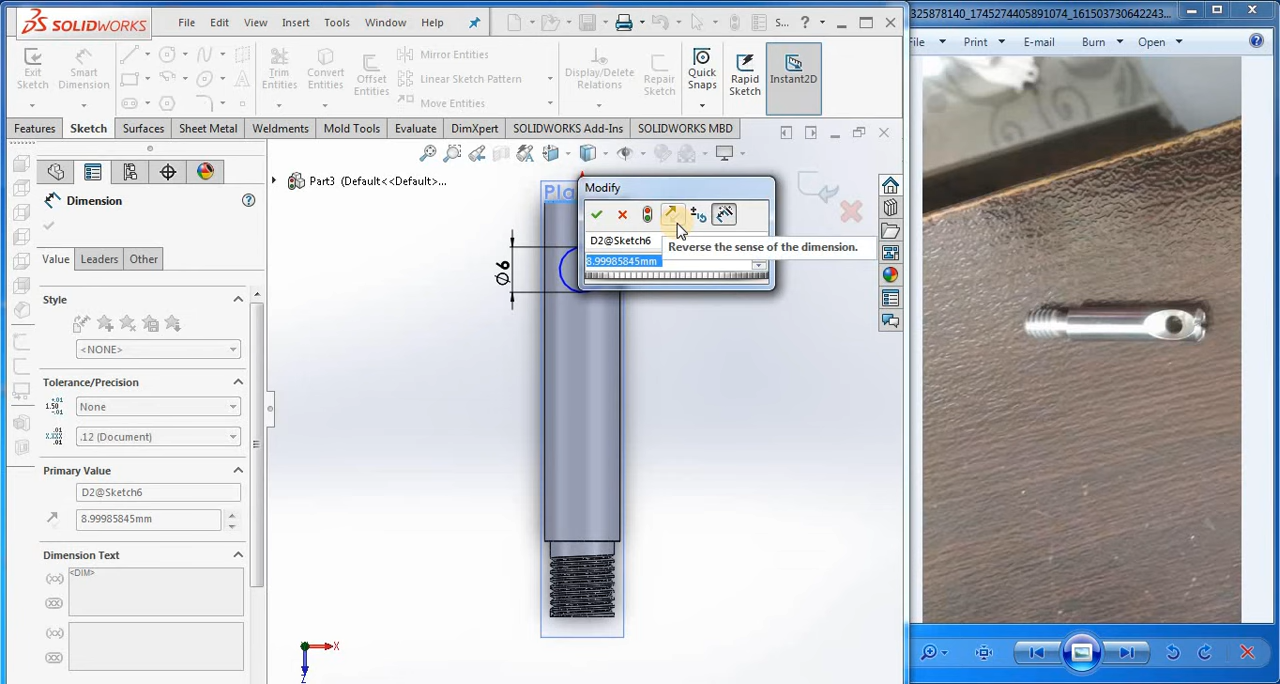 SOLIDWORKS File Edit View Insert Tools Window Help S... ?
325878140_1745274405891074_161503730642243...
File Print E-mail Burn Open
Exit Sketch
Smart Dimension
Trim Entities
Convert Entities
Offset Entities
Mirror Entities
Linear Sketch Pattern
Move Entities
Display/Delete Relations
Repair Sketch
Quick Snaps
Rapid Sketch
Instant2D
Features Sketch Surfaces Sheet Metal Weldments Mold Tools Evaluate DimXpert SOLIDWORKS Add-Ins SOLIDWORKS MBD
Part3 (Default<<Default>...
Dimension
Value Leaders Other
Style
<NONE>
Tolerance/Precision
None
.12 (Document)
Primary Value
D2@Sketch6
8.99985845mm
Dimension Text
<DIM>
Modify
D2@Sketch6
Reverse the sense of the dimension.
8.99985845mm
Ø6
X
Z